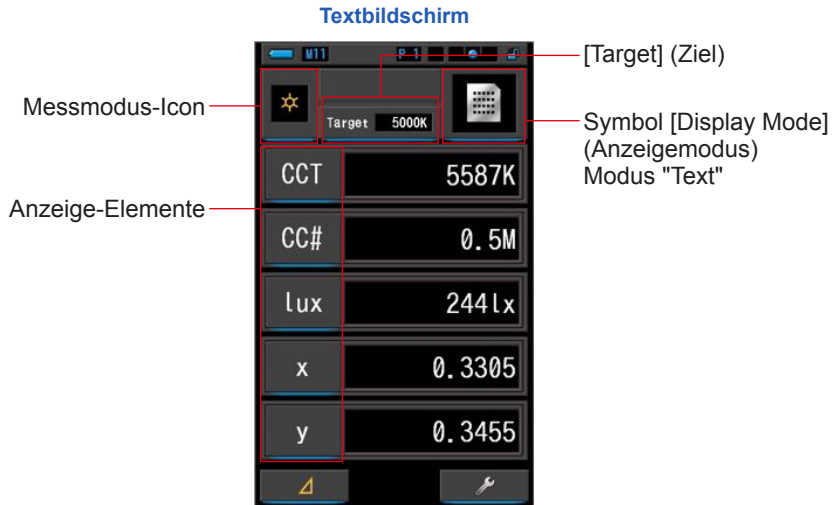 Textbildschirm
M11 P 1
[Target] (Ziel)
Messmodus-Icon
Target 5000K
Symbol [Display Mode]
(Anzeigemodus)
Modus "Text"
Anzeige-Elemente
CCT 5587K
CC# 0.5M
lux 244lx
x 0.3305
y 0.3455